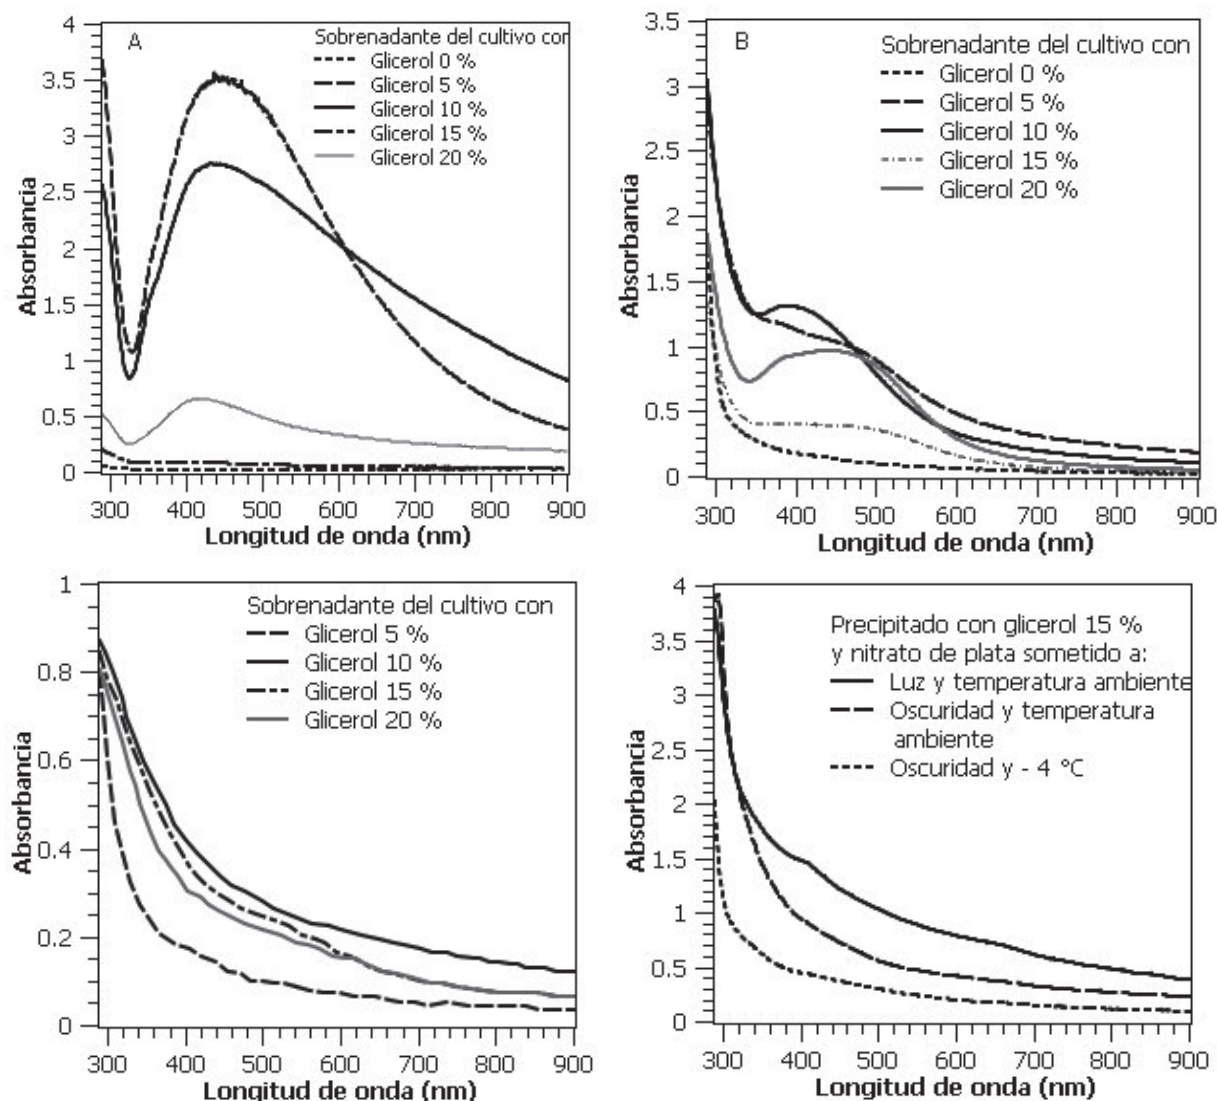 A
Sobrenadante del cultivo con
Glicerol 0 %
Glicerol 5 %
Glicerol 10 %
Glicerol 15 %
Glicerol 20 %
Absorbancia
4
3.5
3
2.5
2
1.5
1
0.5
0
300 400 500 600 700 800 900
Longitud de onda (nm)
B
Sobrenadante del cultivo con
Glicerol 0 %
Glicerol 5 %
Glicerol 10 %
Glicerol 15 %
Glicerol 20 %
Absorbancia
3.5
3
2.5
2
1.5
1
0.5
0
300 400 500 600 700 800 900
Longitud de onda (nm)
Sobrenadante del cultivo con
Glicerol 5 %
Glicerol 10 %
Glicerol 15 %
Glicerol 20 %
Absorbancia
1
0.8
0.6
0.4
0.2
0
300 400 500 600 700 800 900
Longitud de onda (nm)
Precipitado con glicerol 15 %
y nitrato de plata sometido a:
Luz y temperatura ambiente
Oscuridad y temperatura
ambiente
Oscuridad y - 4 °C
Absorbancia
4
3.5
3
2.5
2
1.5
1
0.5
0
300 400 500 600 700 800 900
Longitud de onda (nm)